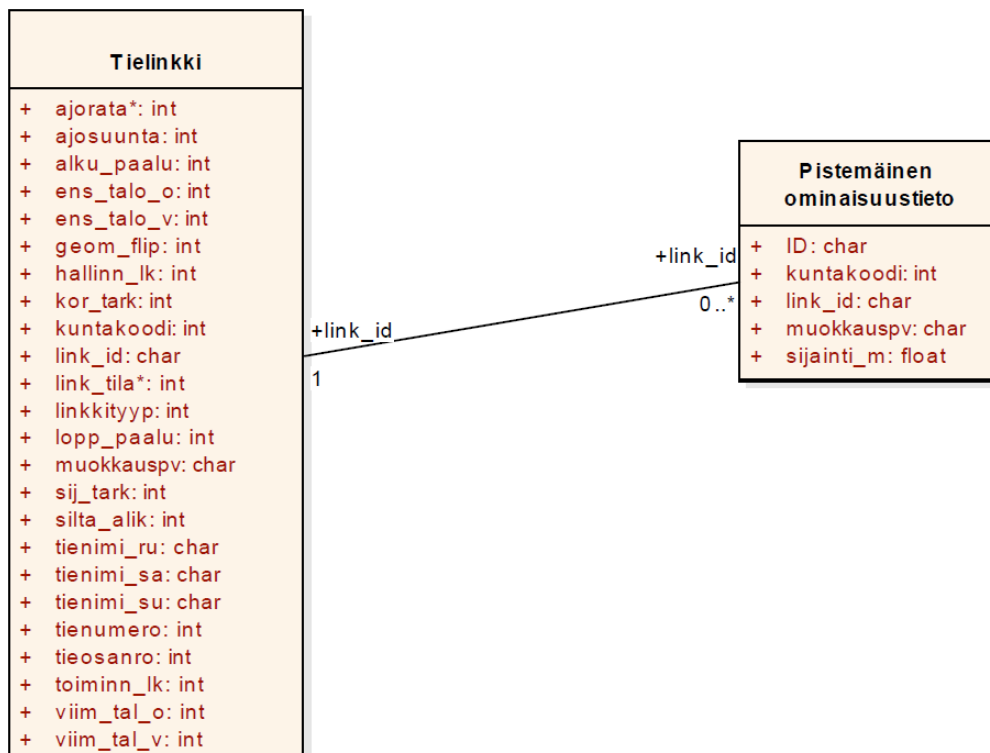 Tielinkki
+ ajorata*: int
+ ajosuunta: int
+ alku_paalu: int
+ ens_talo_o: int
+ ens_talo_v: int
+ geom_flip: int
+ hallinn_lk: int
+ kor_tark: int
+ kuntakoodi: int
+ link_id: char
+ link_tila*: int
+ linkkityyp: int
+ lopp_paalu: int
+ muokkauspv: char
+ sij_tark: int
+ silta_alik: int
+ tienimi_ru: char
+ tienimi_sa: char
+ tienimi_su: char
+ tienumero: int
+ tieosanro: int
+ toiminn_lk: int
+ viim_tal_o: int
+ viim_tal_v: int
+link_id
1
+link_id
0..*
Pistemäinen
ominaisuustieto
+ ID: char
+ kuntakoodi: int
+ link_id: char
+ muokkauspv: char
+ sijainti_m: float